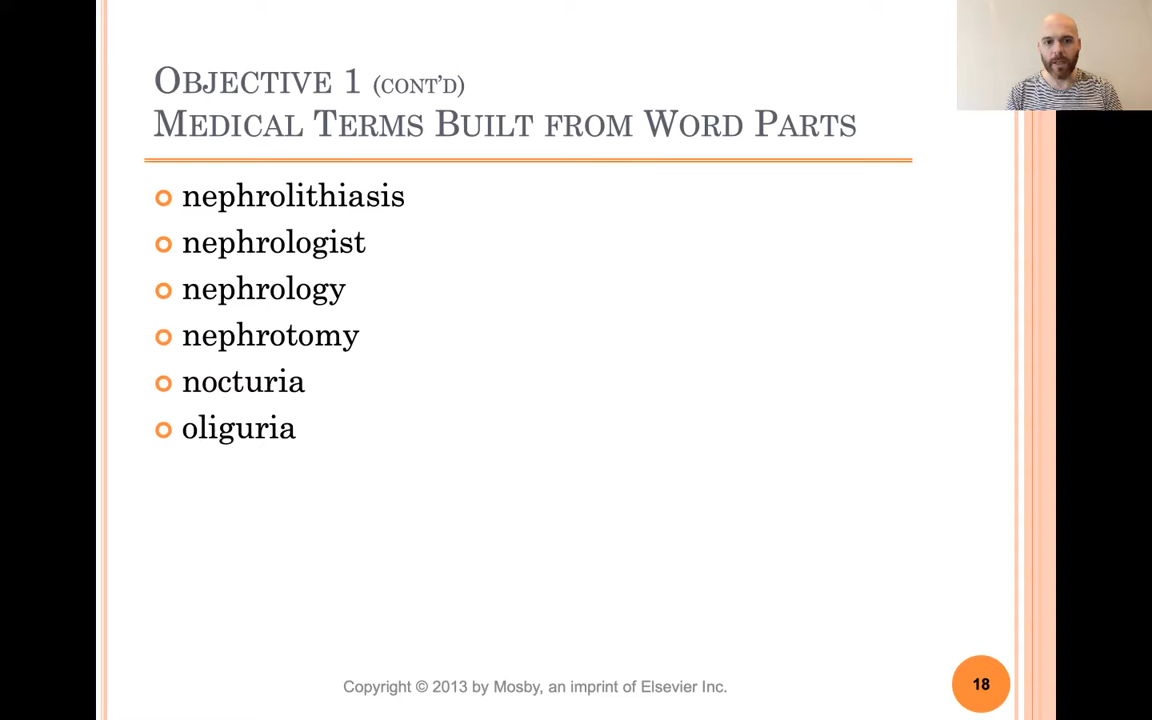 OBJECTIVE 1 (CONT'D)
MEDICAL TERMS BUILT FROM WORD PARTS
nephrolithiasis
nephrologist
nephrology
nephrotomy
nocturia
oliguria
Copyright © 2013 by Mosby, an imprint of Elsevier Inc.
18